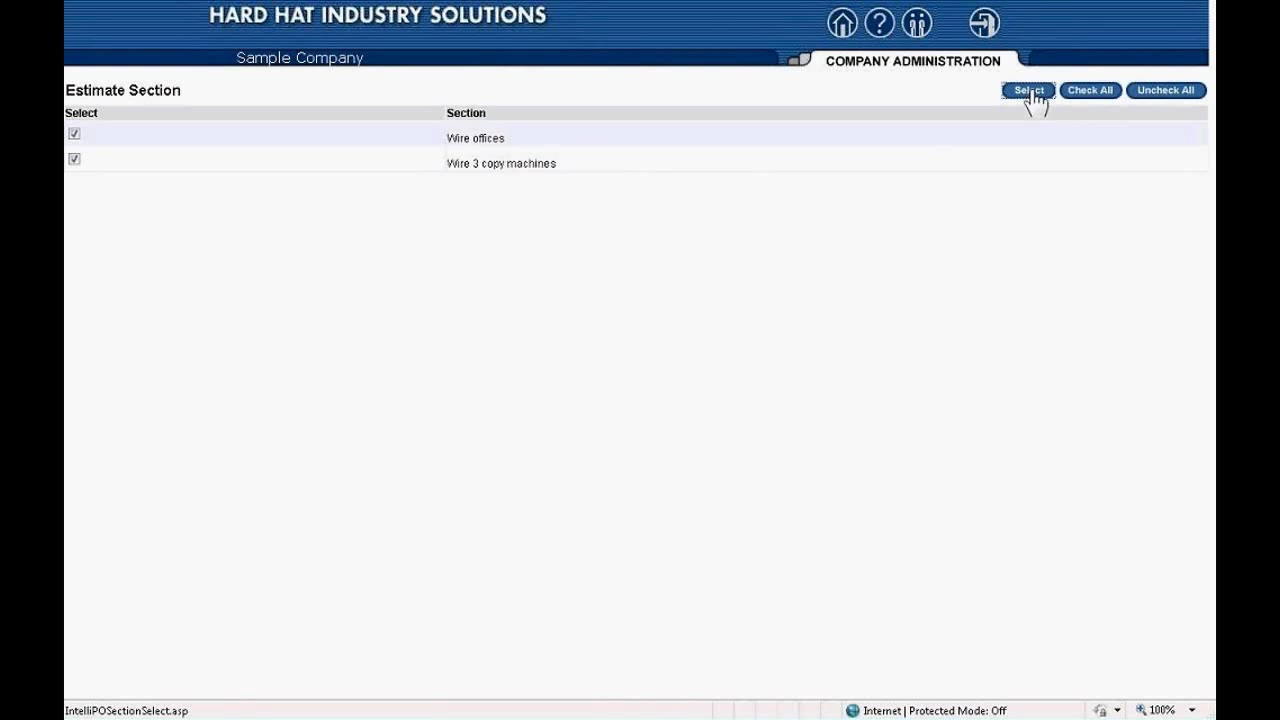 HARD HAT INDUSTRY SOLUTIONS
?
Sample Company
COMPANY ADMINISTRATION
Estimate Section
Select Check All Uncheck All
Select Section
Wire offices
Wire 3 copy machines
IntelliPOSectionSelect.asp Internet | Protected Mode: Off 100%